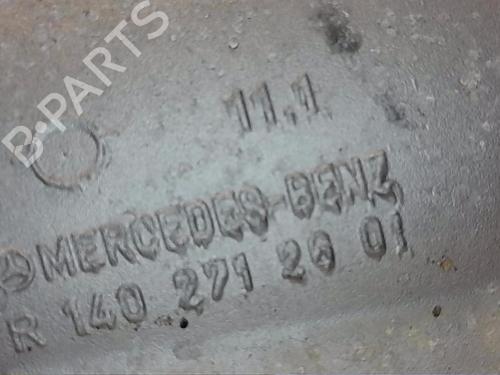 B-PARTS
11.1
MERCEDES-BENZ
R 140 271 26 01